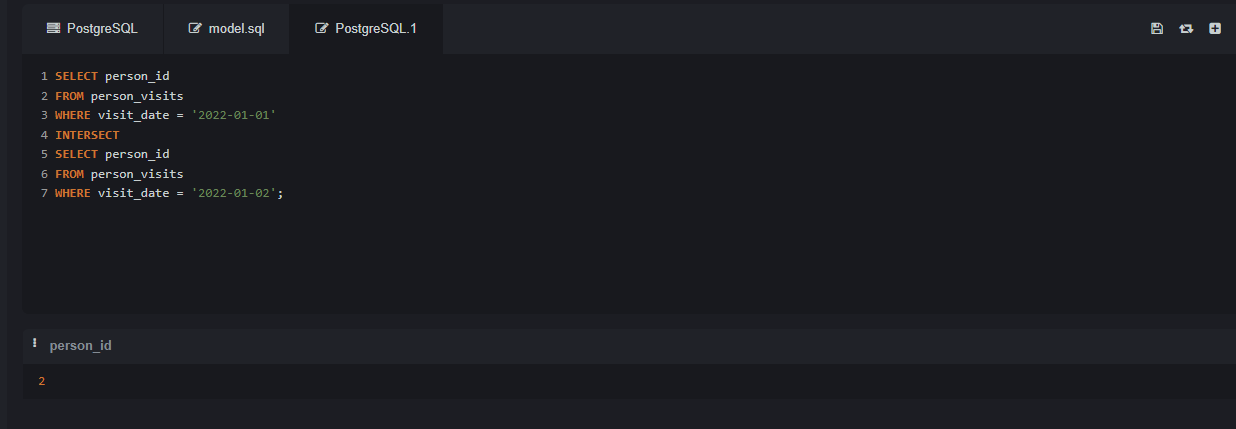 PostgreSQL model.sql PostgreSQL.1
1 SELECT person_id
2 FROM person_visits
3 WHERE visit_date = '2022-01-01'
4 INTERSECT
5 SELECT person_id
6 FROM person_visits
7 WHERE visit_date = '2022-01-02';
person_id
2